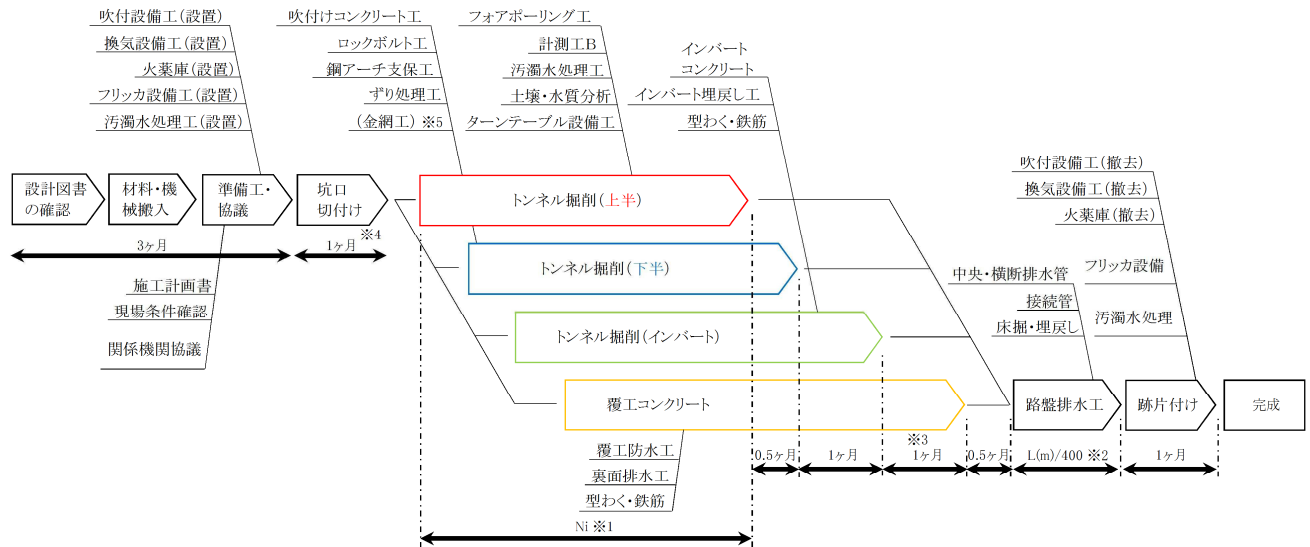 吹付設備工(設置)
換気設備工(設置)
火薬庫(設置)
フリッカ設備工(設置)
汚濁水処理工(設置)
吹付けコンクリート工
ロックボルト工
鋼アーチ支保工
ずり処理工
(金網工) ※5
フォアポーリング工
計測工B
汚濁水処理工
土壌・水質分析
ターンテーブル設備工
インバート
コンクリート
インバート埋戻し工
型わく・鉄筋
吹付設備工(撤去)
換気設備工(撤去)
火薬庫(撤去)
フリッカ設備
汚濁水処理
設計図書
の確認
材料・機
械搬入
準備工・
協議
坑口
切付け
※4
3ヶ月
1ヶ月
施工計画書
現場条件確認
関係機関協議
トンネル掘削(上半)
トンネル掘削(下半)
トンネル掘削(インバート)
覆工コンクリート
中央・横断排水管
接続管
床掘・埋戻し
路盤排水工
跡片付け
完成
覆工防水工
裏面排水工
型わく・鉄筋
※3
0.5ヶ月
1ヶ月
1ヶ月
0.5ヶ月
L(m)/400 ※2
1ヶ月
Ni ※1